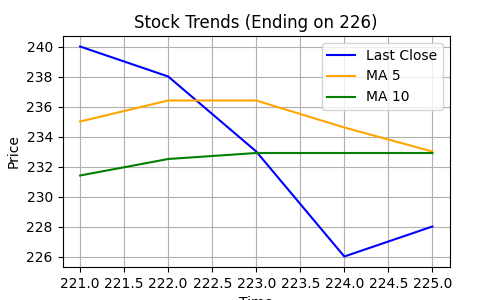 Stock Trends (Ending on 226)
Last Close
MA 5
MA 10
Price
240
238
236
234
232
230
228
226
221.0 221.5 222.0 222.5 223.0 223.5 224.0 224.5 225.0
Time